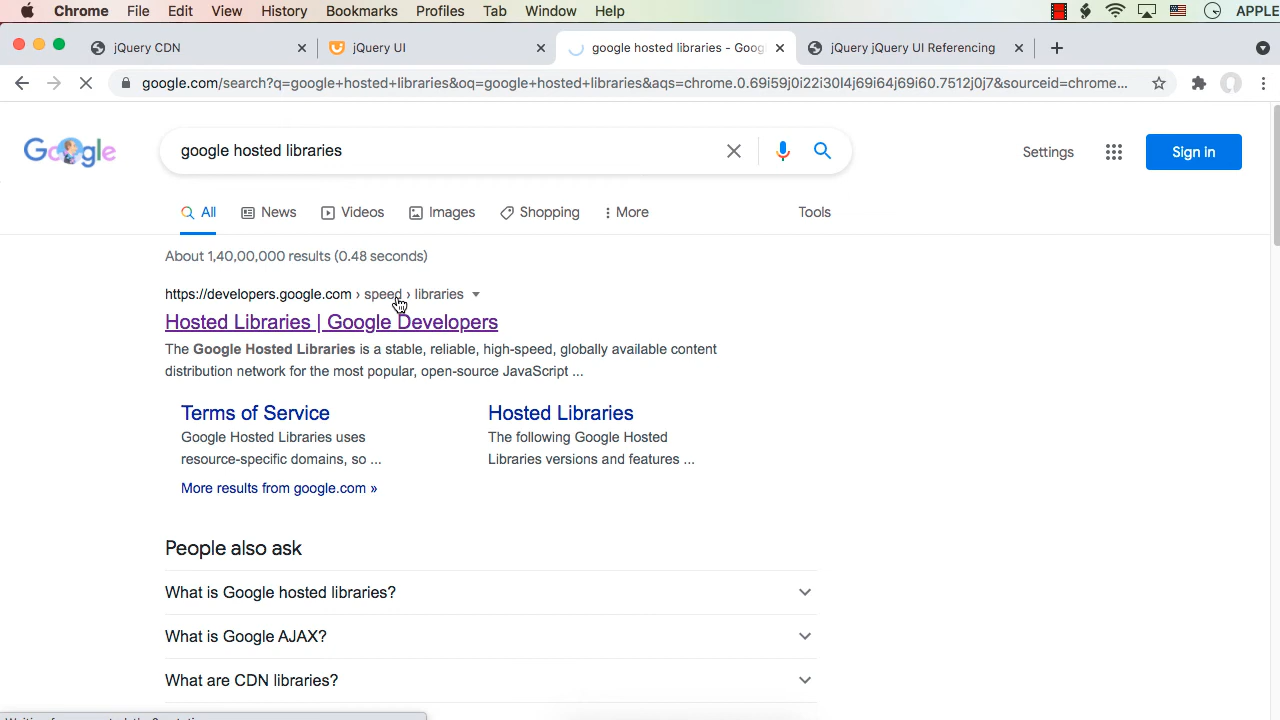 Chrome File Edit View History Bookmarks Profiles Tab Window Help APPLE
jQuery CDN jQuery UI google hosted libraries - Goog jQuery jQuery UI Referencing
google.com/search?q=google+hosted+libraries&oq=google+hosted+libraries&aqs=chrome.0.69i59j0i22i30l4j69i64j69i60.7512j0j7&sourceid=chrome...
Google google hosted libraries Settings Sign in
All News Videos Images Shopping More Tools
About 1,40,00,000 results (0.48 seconds)
https://developers.google.com › speed › libraries
Hosted Libraries | Google Developers
The Google Hosted Libraries is a stable, reliable, high-speed, globally available content
distribution network for the most popular, open-source JavaScript ...
Terms of Service Hosted Libraries
Google Hosted Libraries uses The following Google Hosted
resource-specific domains, so ... Libraries versions and features ...
More results from google.com »
People also ask
What is Google hosted libraries?
What is Google AJAX?
What are CDN libraries?